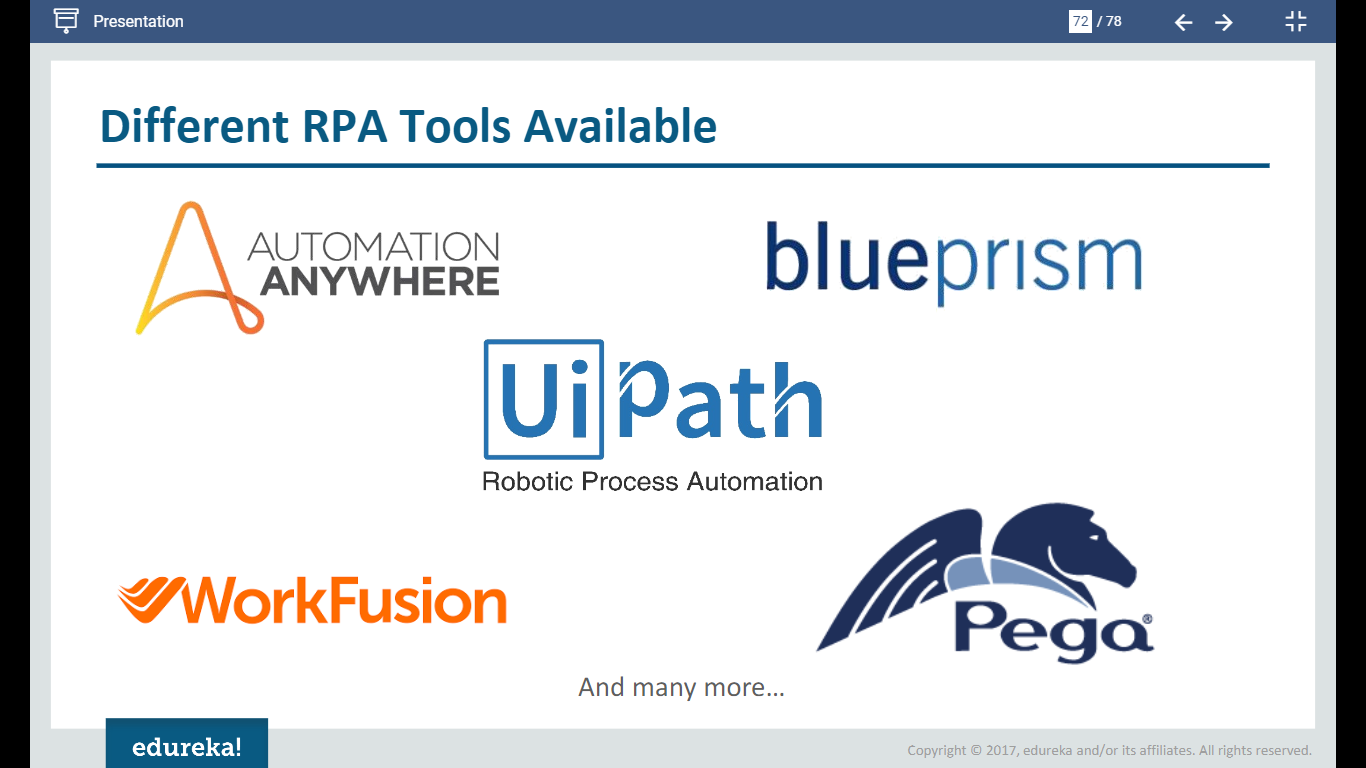 Presentation
72 / 78
Different RPA Tools Available
AUTOMATION
ANYWHERE
blueprism
UiPath
Robotic Process Automation
WorkFusion
Pega®
And many more...
edureka!
Copyright © 2017, edureka and/or its affiliates. All rights reserved.